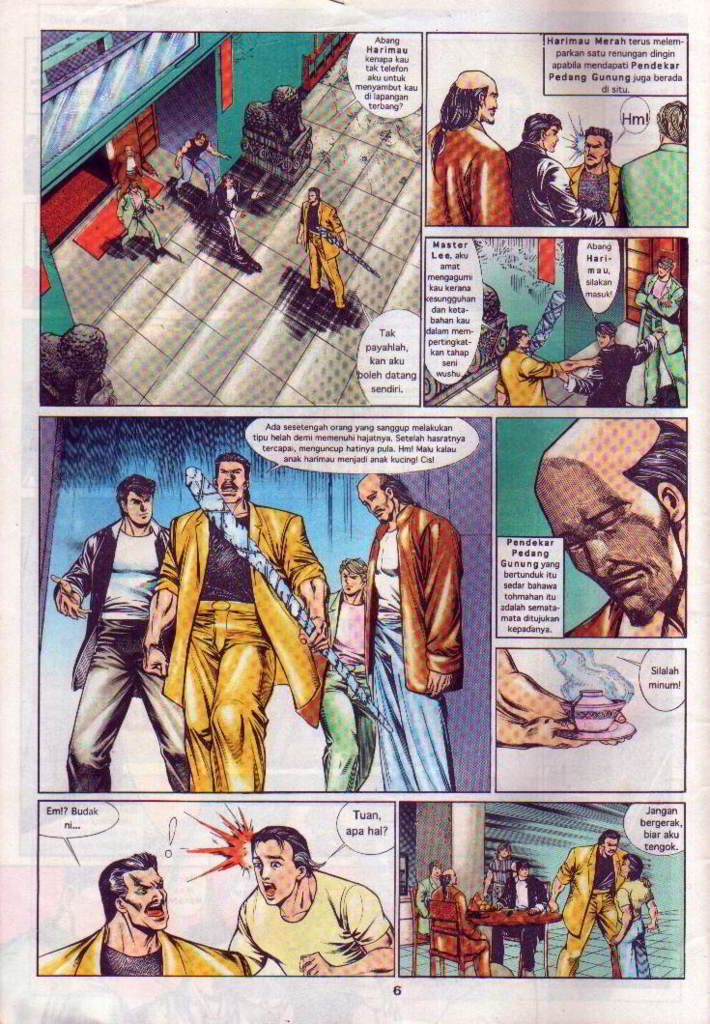 Abang
Harimau
kenapa kau
tak telefon
aku untuk
menyambut kau
di lapangan
terbang?
Tak
payahlah,
kan aku
boleh datang
sendiri.
Harimau Merah terus melem-
parkan satu renungan dingin
apabila mendapati Pendekar
Pedang Gunung juga berada
di situ.
Hm!
Master
Lee, aku
amat
mengagumi
kau kerana
kesungguhan
dan keta-
bahan kau
dalam mem-
pertingkat-
kan tahap
seni
wushu.
Abang
Hari-
mau,
silakan
masuk!
Ada sesetengah orang yang sanggup melakukan
tipu helah demi memenuhi hajatnya. Setelah hasratnya
tercapai, menguncup hatinya pula. Hm! Malu kalau
anak harimau menjadi anak kucing! Cis!
Pendekar
Pedang
Gunung yang
bertunduk itu
sedar bahawa
tohmahan itu
adalah semata-
mata ditujukan
kepadanya.
Silalah
minum!
Em!? Budak
ni...
!
Tuan,
apa hal?
Jangan
bergerak,
biar aku
tengok.
6